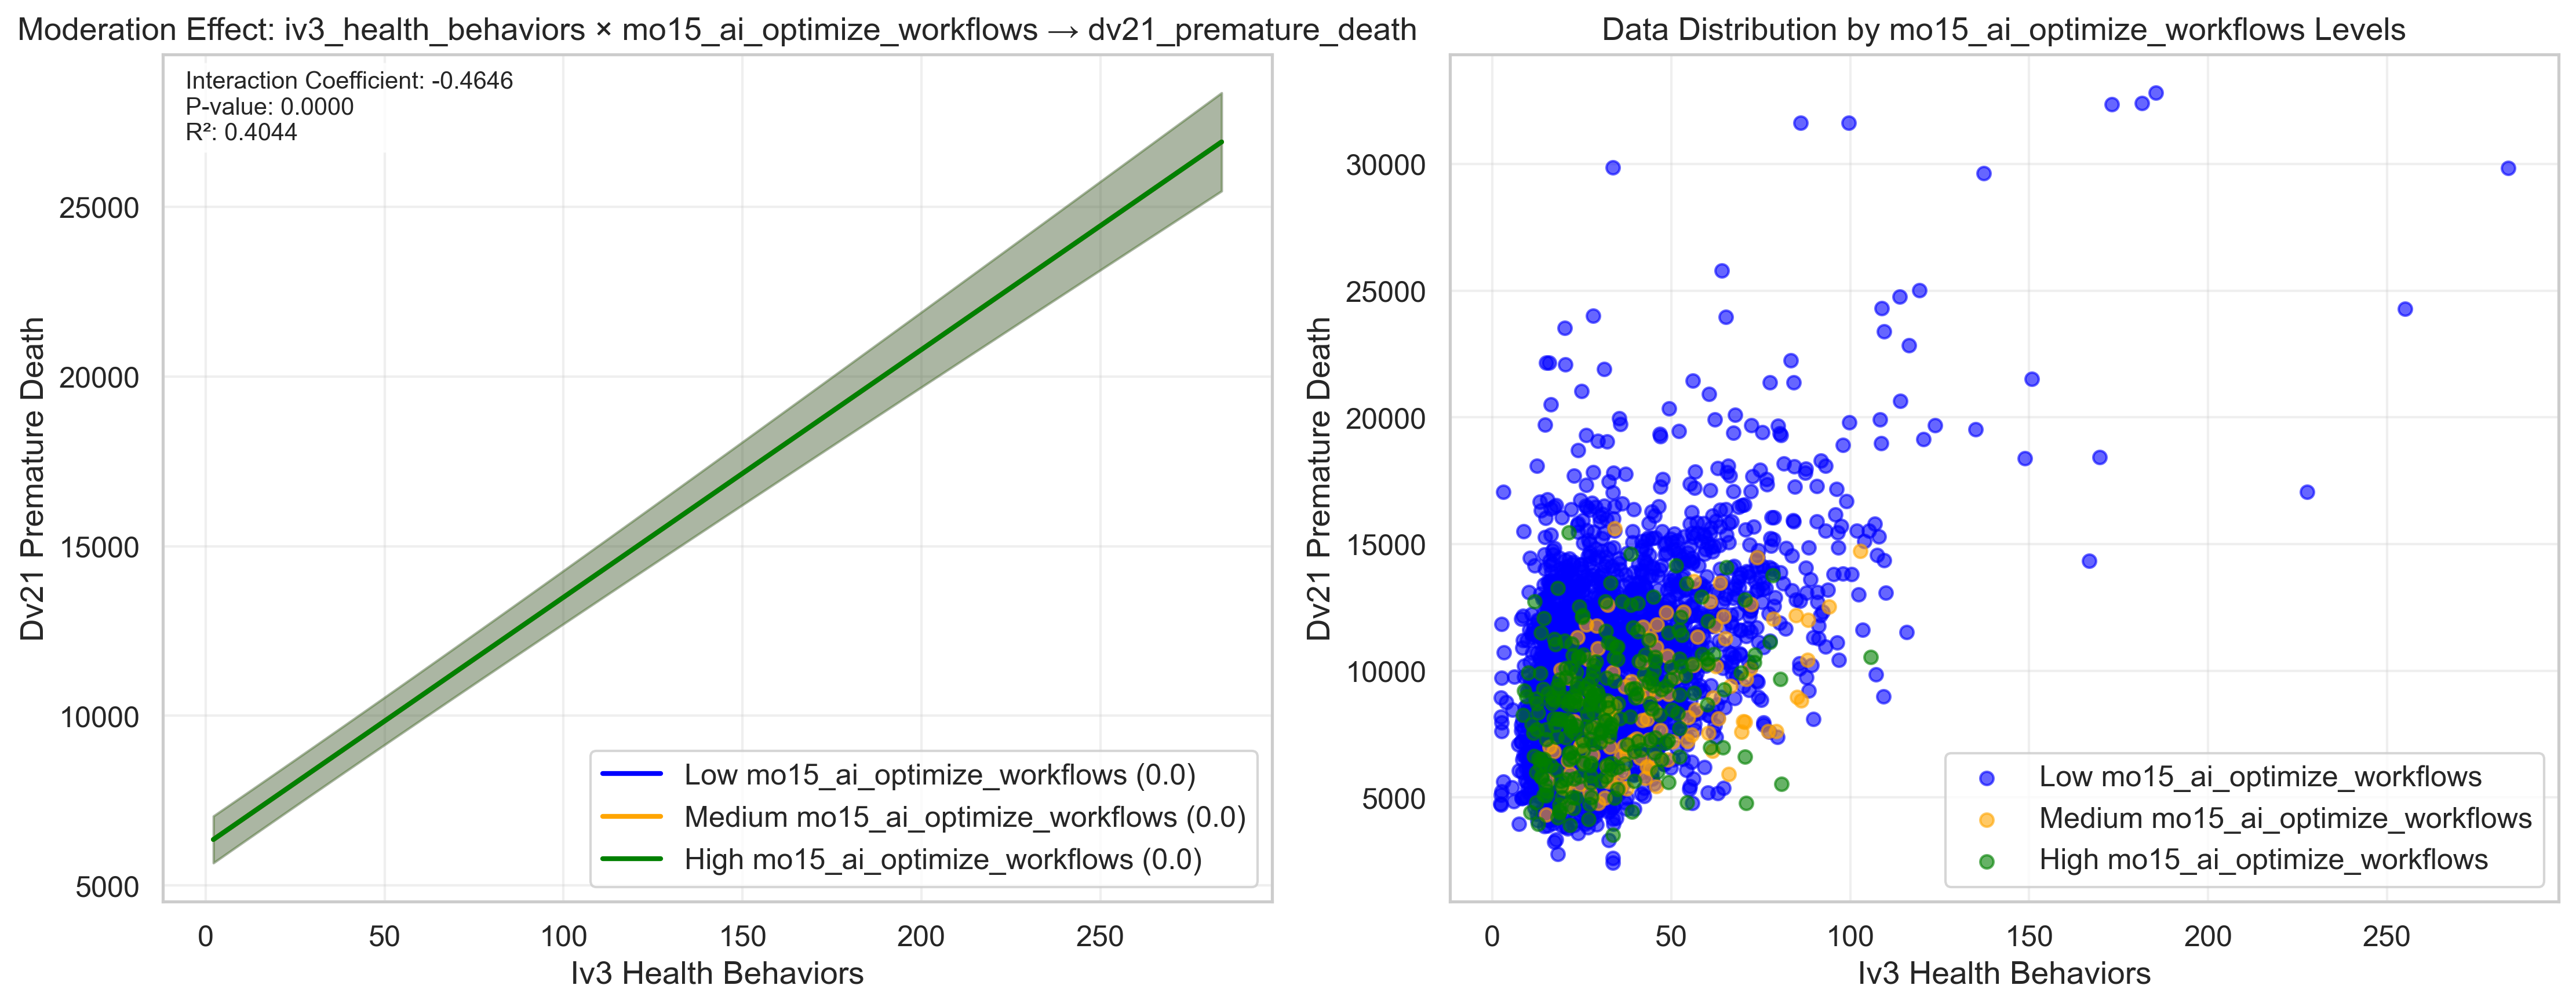 Moderation Effect: iv3_health_behaviors × mo15_ai_optimize_workflows → dv21_premature_death
Interaction Coefficient: -0.4646
P-value: 0.0000
R²: 0.4044
25000
20000
15000
10000
5000
Dv21 Premature Death
Low mo15_ai_optimize_workflows (0.0)
Medium mo15_ai_optimize_workflows (0.0)
High mo15_ai_optimize_workflows (0.0)
0 50 100 150 200 250
Iv3 Health Behaviors
Data Distribution by mo15_ai_optimize_workflows Levels
30000
25000
20000
15000
10000
5000
Dv21 Premature Death
Low mo15_ai_optimize_workflows
Medium mo15_ai_optimize_workflows
High mo15_ai_optimize_workflows
0 50 100 150 200 250
Iv3 Health Behaviors